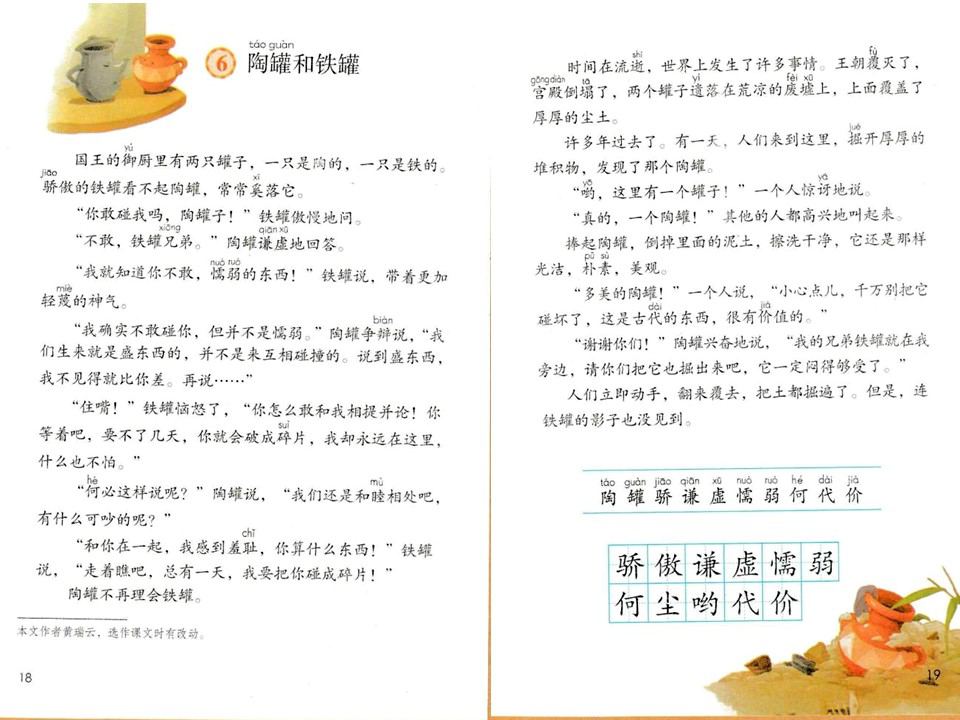 táo guàn
6 陶罐和铁罐
yú
国王的御厨里有两只罐子，一只是陶的，一只是铁的。
jiāo xī
骄傲的铁罐看不起陶罐，常常奚落它。
“你敢碰我吗，陶罐子！”铁罐傲慢地问。
xiōng qiān xū
“不敢，铁罐兄弟。”陶罐谦虚地回答。
nuò ruò
“我就知道你不敢，懦弱的东西！”铁罐说，带着更加
miè
轻蔑的神气。
biàn
“我确实不敢碰你，但并不是懦弱。”陶罐争辩说，“我
们生来就是盛东西的，并不是来互相碰撞的。说到盛东西，
我不见得就比你差。再说……”
“住嘴！”铁罐恼怒了，“你怎么敢和我相提并论！你
suì
等着吧，要不了几天，你就会破成碎片，我却永远在这里，
什么也不怕。”
hé mù
“何必这样说呢？”陶罐说，“我们还是和睦相处吧，
有什么可吵的呢？”
chǐ
“和你在一起，我感到羞耻，你算什么东西！”铁罐
说，“走着瞧吧，总有一天，我要把你碰成碎片！”
陶罐不再理会铁罐。
本文作者黄瑞云，选作课文时有改动。
18
shì fù
时间在流逝，世界上发生了许多事情。王朝覆灭了，
gōng diàn tā yí fèi xū
宫殿倒塌了，两个罐子遗落在荒凉的废墟上，上面覆盖了
厚厚的尘土。
jué
许多年过去了。有一天，人们来到这里，掘开厚厚的
堆积物，发现了那个陶罐。
yō yà
“哟，这里有一个罐子！”一个人惊讶地说。
“真的，一个陶罐！”其他的人都高兴地叫起来。
捧起陶罐，倒掉里面的泥土，擦洗干净，它还是那样
pǔ sù
光洁，朴素，美观。
“多美的陶罐！”一个人说，“小心点儿，千万别把它
dài jià
碰坏了，这是古代的东西，很有价值的。”
“谢谢你们！”陶罐兴奋地说，“我的兄弟铁罐就在我
旁边，请你们把它也掘出来吧，它一定闷得够受了。”
人们立即动手，翻来覆去，把土都掘遍了。但是，连
铁罐的影子也没见到。
táo guàn jiāo qiān xū nuò ruò hé dài jià
陶 罐 骄 谦 虚 懦 弱 何 代 价
骄 傲 谦 虚 懦 弱
何 尘 哟 代 价
19